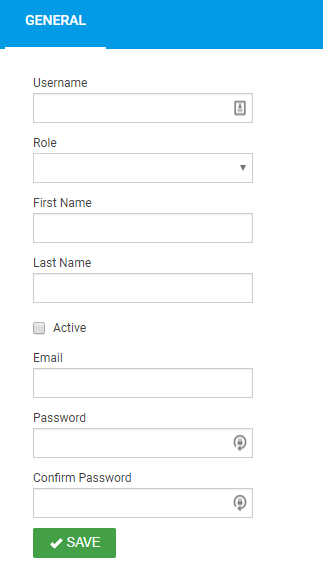 GENERAL
Username
Role
First Name
Last Name
Active
Email
Password
Confirm Password
SAVE